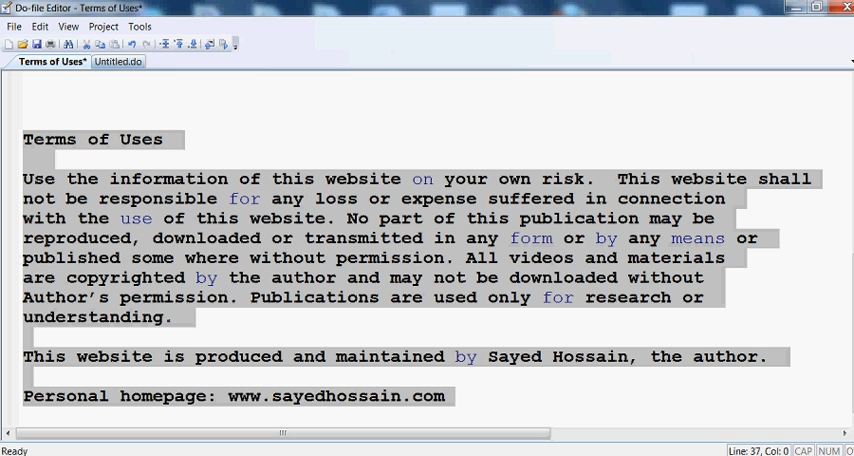 Do-file Editor - Terms of Uses*
File Edit View Project Tools
Terms of Uses* Untitled.do
Terms of Uses
Use the information of this website on your own risk.  This website shall
not be responsible for any loss or expense suffered in connection
with the use of this website. No part of this publication may be
reproduced, downloaded or transmitted in any form or by any means or
published some where without permission. All videos and materials
are copyrighted by the author and may not be downloaded without
Author's permission. Publications are used only for research or
understanding.
This website is produced and maintained by Sayed Hossain, the author.
Personal homepage: www.sayedhossain.com
Ready Line: 37, Col: 0 CAP NUM O